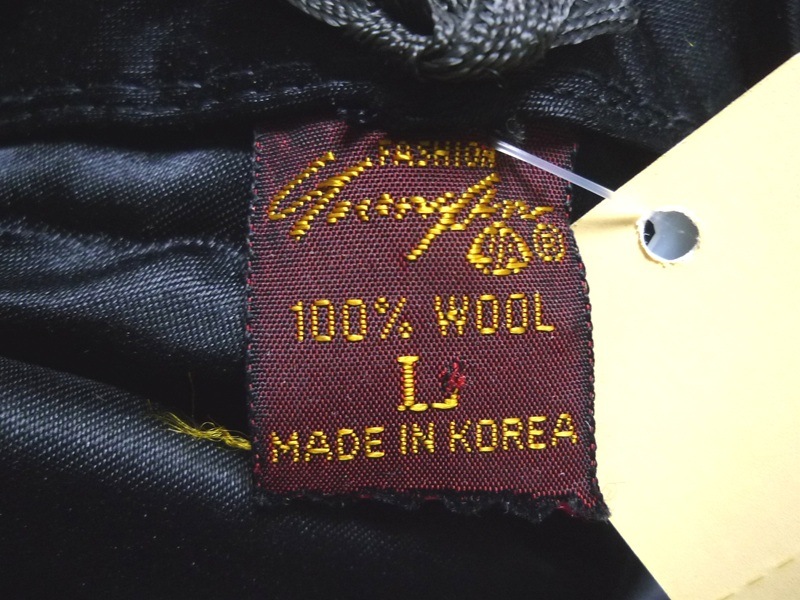 FASHION
®
100% WOOL
L
MADE IN KOREA